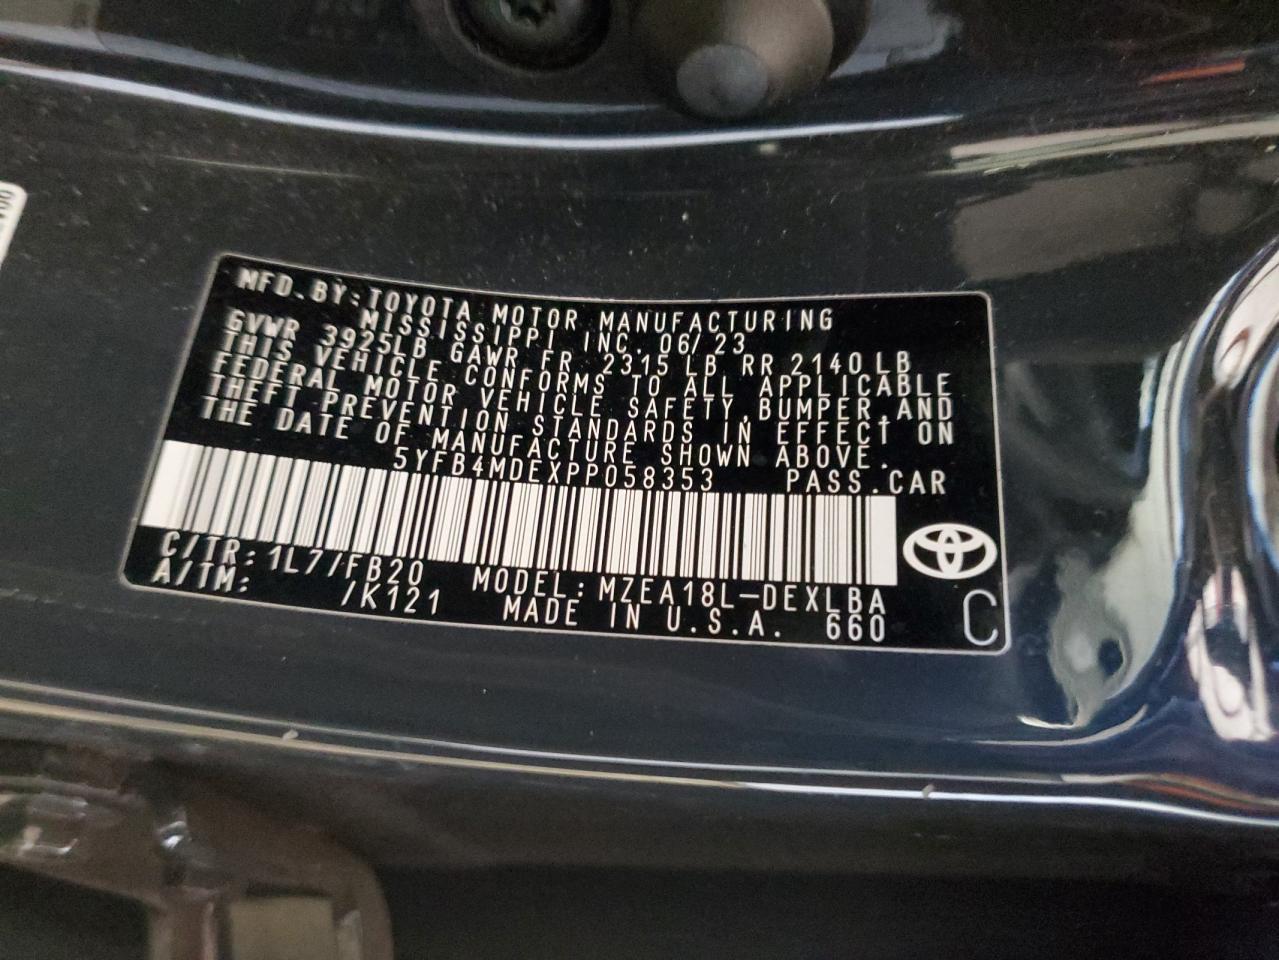 MFD.BY:TOYOTA MOTOR MANUFACTURING
MISSISSIPPI INC. 06/23
GVWR 3925LB GAWR FR 2315 LB RR 2140 LB
THIS VEHICLE CONFORMS TO ALL APPLICABLE
FEDERAL MOTOR VEHICLE SAFETY,BUMPER,AND
THEFT PREVENTION STANDARDS IN EFFECT ON
THE DATE OF MANUFACTURE SHOWN ABOVE.
5YFB4MDEXPP058353 PASS.CAR
C/TR:1L7/FB20 MODEL:MZEA18L-DEXLBA
A/TM: /K121 MADE IN U.S.A. 660 C